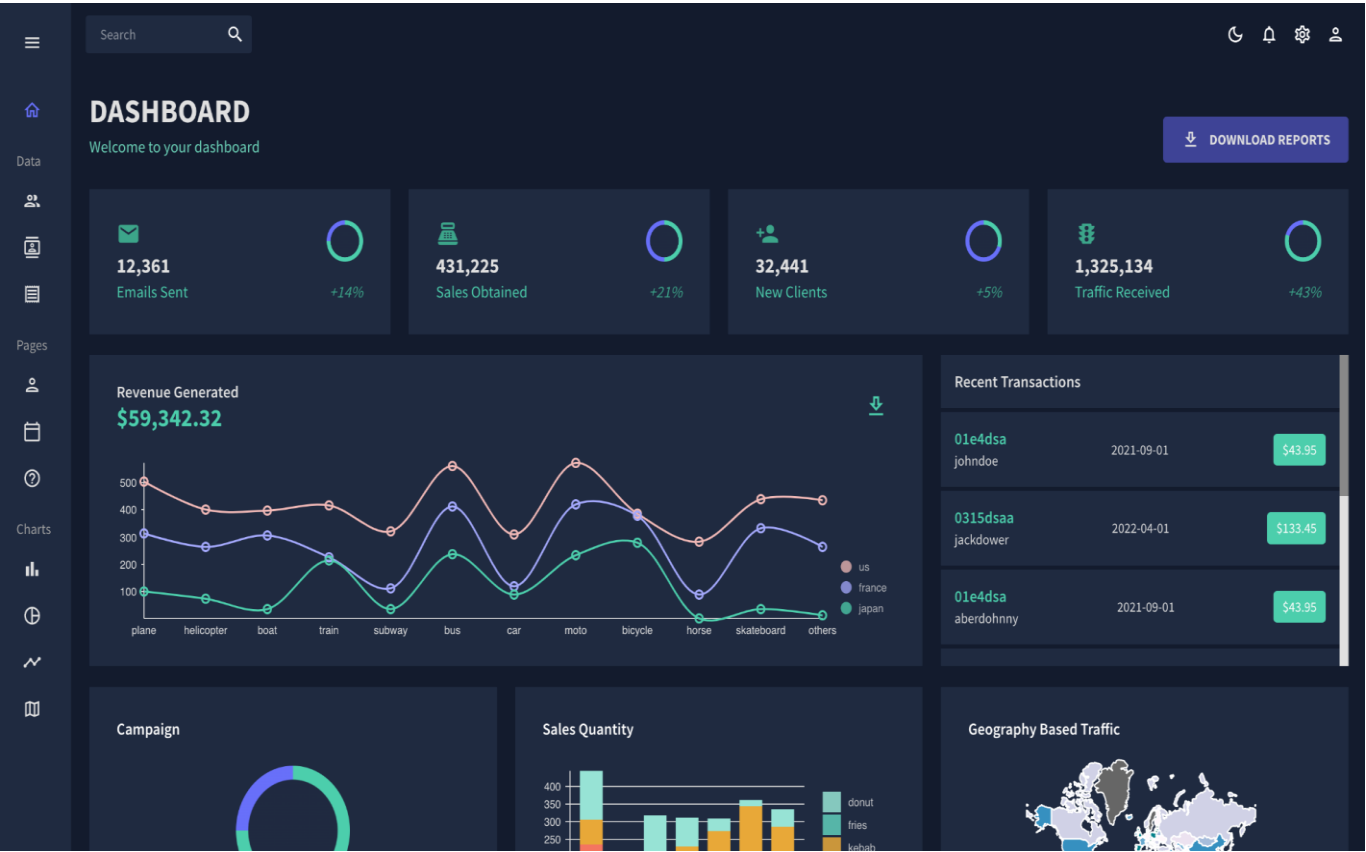 Search
DASHBOARD
Welcome to your dashboard
DOWNLOAD REPORTS
Data
Pages
Charts
12,361
Emails Sent
+14%
431,225
Sales Obtained
+21%
32,441
New Clients
+5%
1,325,134
Traffic Received
+43%
Revenue Generated
$59,342.32
500
400
300
200
100
plane helicopter boat train subway bus car moto bicycle horse skateboard others
us
france
japan
Recent Transactions
01e4dsa
johndoe
2021-09-01
$43.95
0315dsaa
jackdower
2022-04-01
$133.45
01e4dsa
aberdohnny
2021-09-01
$43.95
Campaign
Sales Quantity
400
350
300
250
donut
fries
kebab
Geography Based Traffic